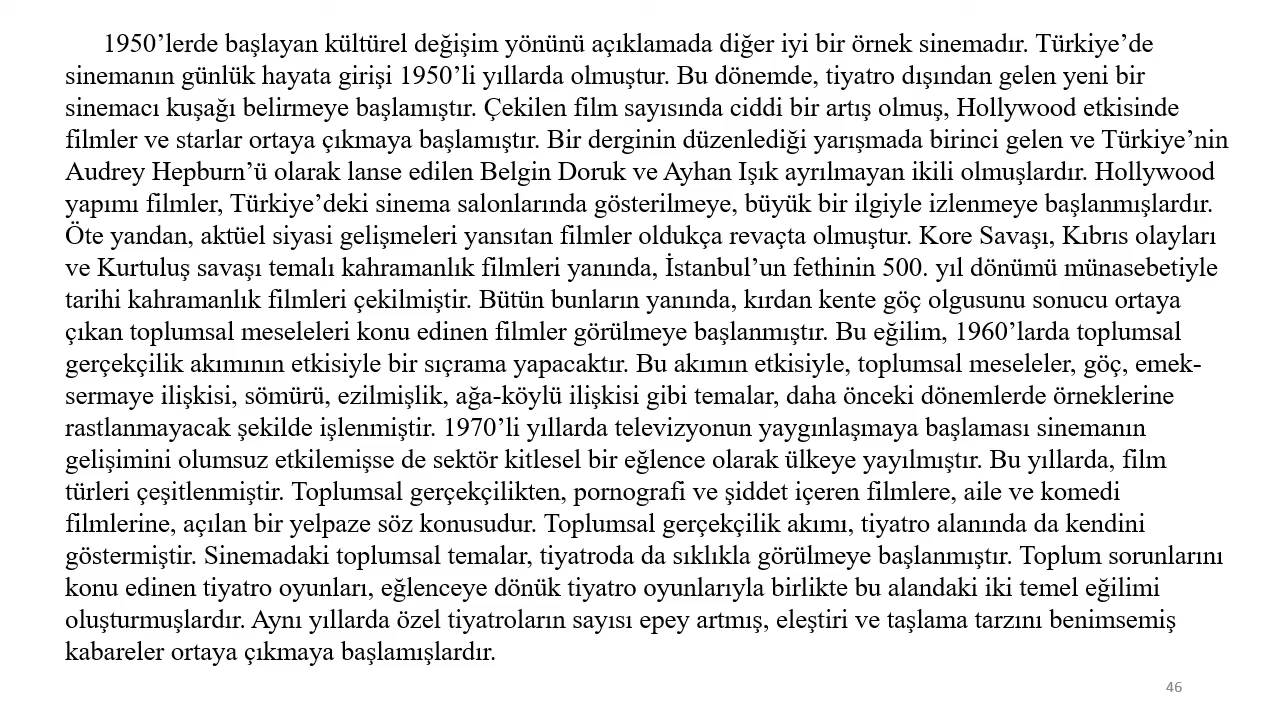 1950’lerde başlayan kültürel değişim yönünü açıklamada diğer iyi bir örnek sinemadır. Türkiye’de
sinemanın günlük hayata girişi 1950’li yıllarda olmuştur. Bu dönemde, tiyatro dışından gelen yeni bir
sinemacı kuşağı belirmeye başlamıştır. Çekilen film sayısında ciddi bir artış olmuş, Hollywood etkisinde
filmler ve starlar ortaya çıkmaya başlamıştır. Bir derginin düzenlediği yarışmada birinci gelen ve Türkiye’nin
Audrey Hepburn’ü olarak lanse edilen Belgin Doruk ve Ayhan Işık ayrılmayan ikili olmuşlardır. Hollywood
yapımı filmler, Türkiye’deki sinema salonlarında gösterilmeye, büyük bir ilgiyle izlenmeye başlanmışlardır.
Öte yandan, aktüel siyasi gelişmeleri yansıtan filmler oldukça revaçta olmuştur. Kore Savaşı, Kıbrıs olayları
ve Kurtuluş savaşı temalı kahramanlık filmleri yanında, İstanbul’un fethinin 500. yıl dönümü münasebetiyle
tarihi kahramanlık filmleri çekilmiştir. Bütün bunların yanında, kırdan kente göç olgusunu sonucu ortaya
çıkan toplumsal meseleleri konu edinen filmler görülmeye başlanmıştır. Bu eğilim, 1960’larda toplumsal
gerçekçilik akımının etkisiyle bir sıçrama yapacaktır. Bu akımın etkisiyle, toplumsal meseleler, göç, emek-
sermaye ilişkisi, sömürü, ezilmişlik, ağa-köylü ilişkisi gibi temalar, daha önceki dönemlerde örneklerine
rastlanmayacak şekilde işlenmiştir. 1970’li yıllarda televizyonun yaygınlaşmaya başlaması sinemanın
gelişimini olumsuz etkilemişse de sektör kitlesel bir eğlence olarak ülkeye yayılmıştır. Bu yıllarda, film
türleri çeşitlenmiştir. Toplumsal gerçekçilikten, pornografi ve şiddet içeren filmlere, aile ve komedi
filmlerine, açılan bir yelpaze söz konusudur. Toplumsal gerçekçilik akımı, tiyatro alanında da kendini
göstermiştir. Sinemadaki toplumsal temalar, tiyatroda da sıklıkla görülmeye başlanmıştır. Toplum sorunlarını
konu edinen tiyatro oyunları, eğlenceye dönük tiyatro oyunlarıyla birlikte bu alandaki iki temel eğilimi
oluşturmuşlardır. Aynı yıllarda özel tiyatroların sayısı epey artmış, eleştiri ve taşlama tarzını benimsemiş
kabareler ortaya çıkmaya başlamışlardır.
46